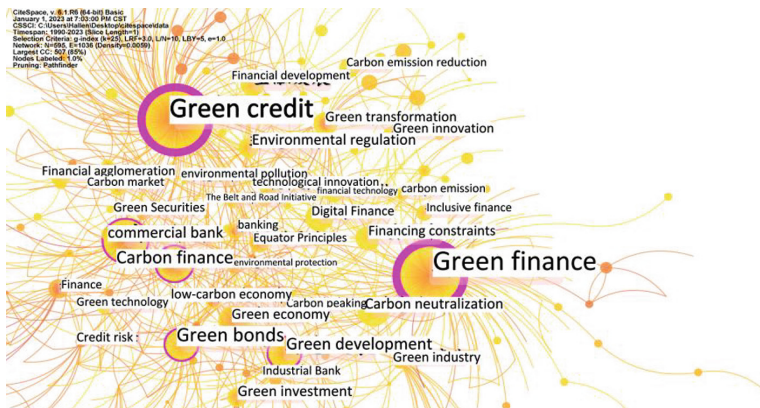 CiteSpace, v. 6.1.R6 (64-bit) Basic
January 1, 2023 at 7:03:00 PM CST
CSSCI: C:\Users\Hallen\Desktop\citespace\data
Timespan: 1990-2023 (Slice Length=1)
Selection Criteria: g-index (k=25), LRF=3.0, L/N=10, LBY=5, e=1.0
Network: N=595, E=1036 (Density=0.0059)
Largest CC: 507 (85%)
Nodes Labeled: 1.0%
Pruning: Pathfinder
Carbon emission reduction
Financial development
Green credit
Green transformation
Green innovation
Environmental regulation
Financial agglomeration
environmental pollution
Carbon market
technological innovation
financial technology
carbon emission
The Belt and Road Initiative
Green Securities
Digital Finance
Inclusive finance
commercial bank
banking
Equator Principles
Financing constraints
Carbon finance
environmental protection
Green finance
Finance
low-carbon economy
Green technology
Carbon peaking
Carbon neutralization
Green economy
Credit risk
Green bonds
Green development
Green industry
Industrial Bank
Green investment